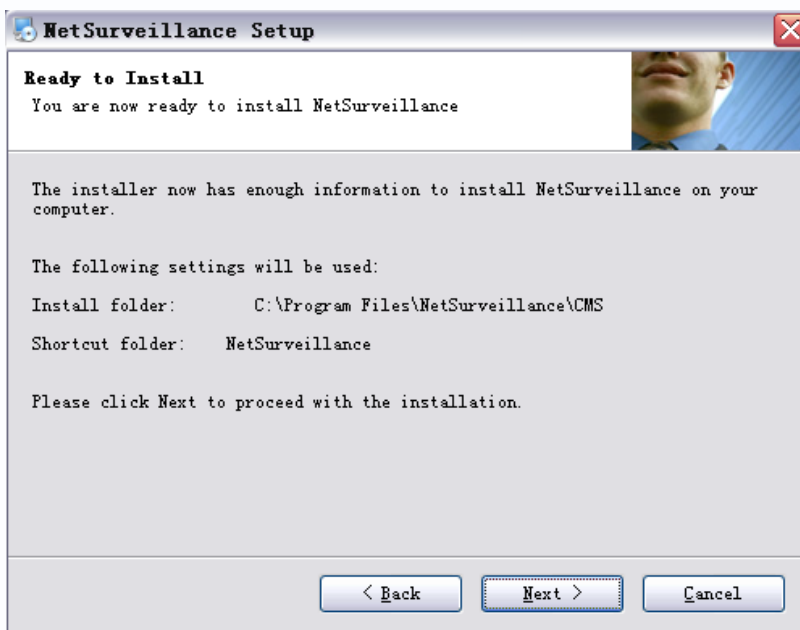 NetSurveillance Setup
Ready to Install
You are now ready to install NetSurveillance
The installer now has enough information to install NetSurveillance on your
computer.
The following settings will be used:
Install folder: C:\Program Files\NetSurveillance\CMS
Shortcut folder: NetSurveillance
Please click Next to proceed with the installation.
< Back Next > Cancel